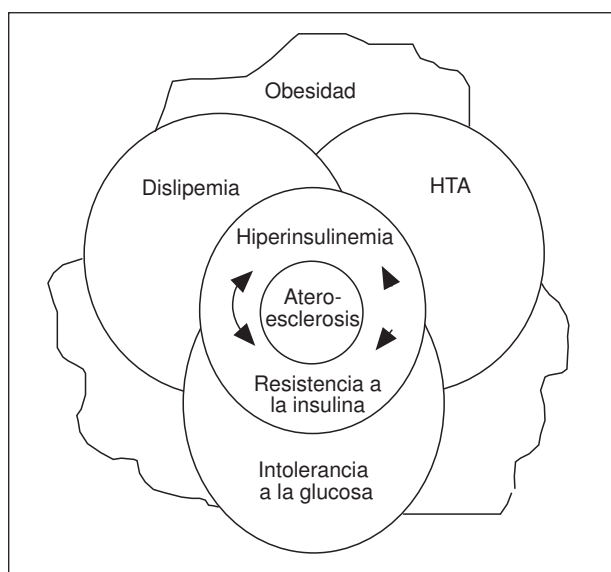 Obesidad
Dislipemia
HTA
Hiperinsulinemia
Atero-
esclerosis
Resistencia a
la insulina
Intolerancia
a la glucosa